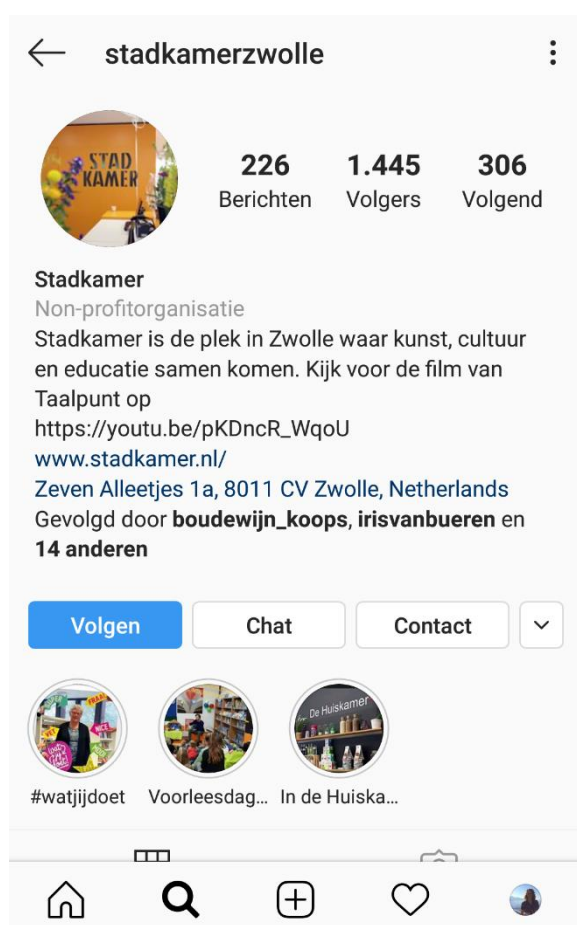 stadkamerzwolle
STAD
KAMER
226 1.445 306
Berichten Volgers Volgend
Stadkamer
Non-profitorganisatie
Stadkamer is de plek in Zwolle waar kunst, cultuur
en educatie samen komen. Kijk voor de film van
Taalpunt op
https://youtu.be/pKDncR_WqoU
www.stadkamer.nl/
Zeven Alleetjes 1a, 8011 CV Zwolle, Netherlands
Gevolgd door boudewijn_koops, irisvanbueren en
14 anderen
Volgen Chat Contact
De Huiskamer
#watjijdoet Voorleesdag... In de Huiska...